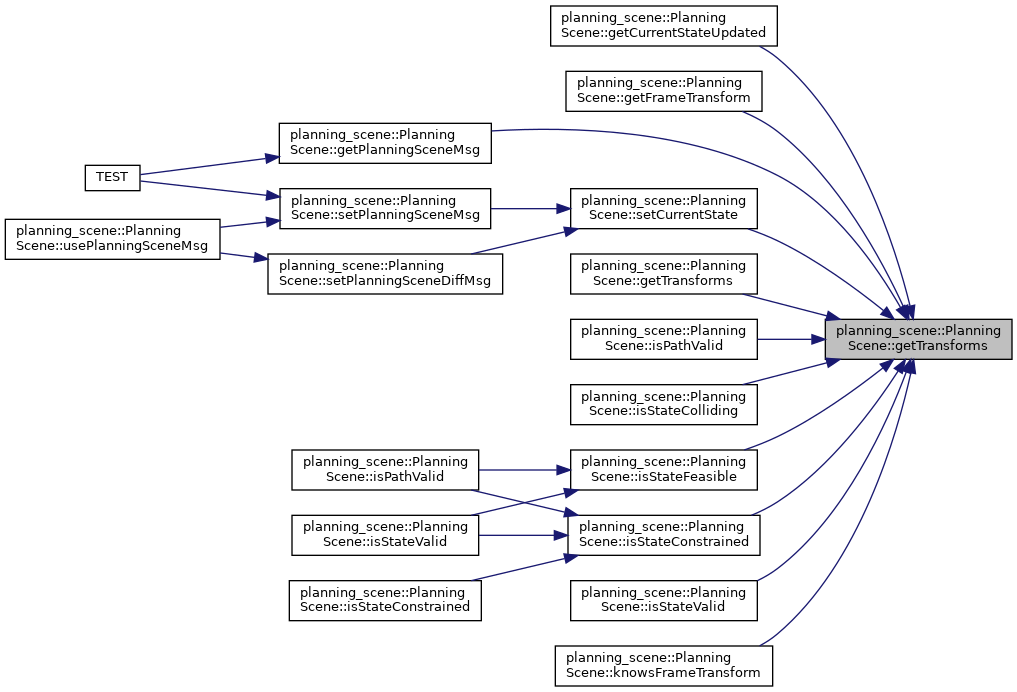 planning_scene::Planning
Scene::getCurrentStateUpdated
planning_scene::Planning
Scene::getFrameTransform
planning_scene::Planning
Scene::getPlanningSceneMsg
TEST
planning_scene::Planning
Scene::setPlanningSceneMsg
planning_scene::Planning
Scene::setCurrentState
planning_scene::Planning
Scene::usePlanningSceneMsg
planning_scene::Planning
Scene::setPlanningSceneDiffMsg
planning_scene::Planning
Scene::getTransforms
planning_scene::Planning
Scene::isPathValid
planning_scene::Planning
Scene::getTransforms
planning_scene::Planning
Scene::isStateColliding
planning_scene::Planning
Scene::isPathValid
planning_scene::Planning
Scene::isStateFeasible
planning_scene::Planning
Scene::isStateValid
planning_scene::Planning
Scene::isStateConstrained
planning_scene::Planning
Scene::isStateConstrained
planning_scene::Planning
Scene::isStateValid
planning_scene::Planning
Scene::knowsFrameTransform